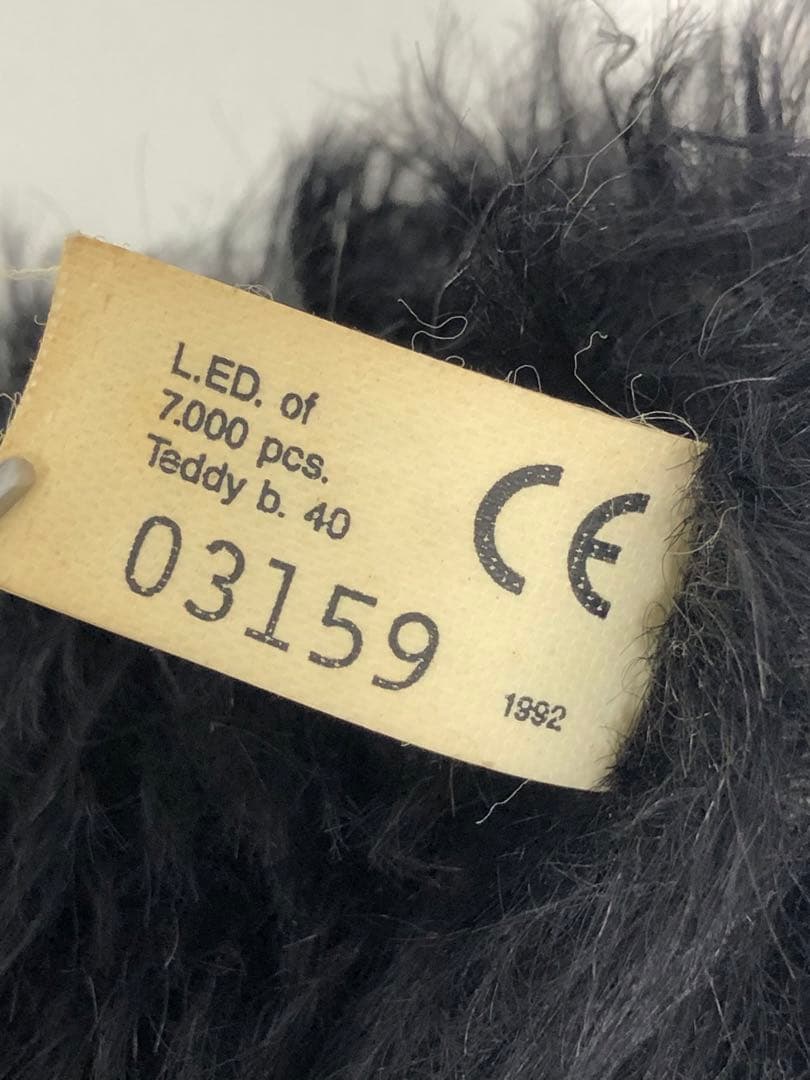 L.ED. of
7.000 pcs.
Teddy b. 40
03159
CE
1992